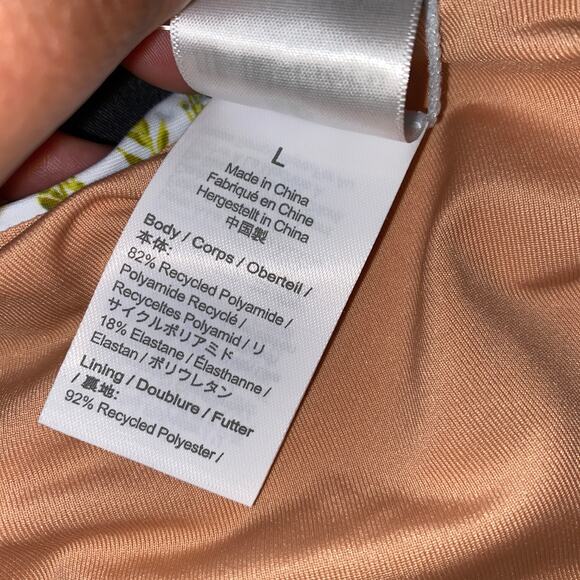 L
Made in China
Fabriqué en Chine
Hergestellt in China
中国製
Body / Corps / Oberteil /
本体:
82% Recycled Polyamide /
Polyamide Recyclé /
Recyceltes Polyamid / リ
サイクルポリアミド
18% Elastane / Élasthanne /
Elastan / ポリウレタン
Lining / Doublure / Futter
/ 裏地:
92% Recycled Polyester /